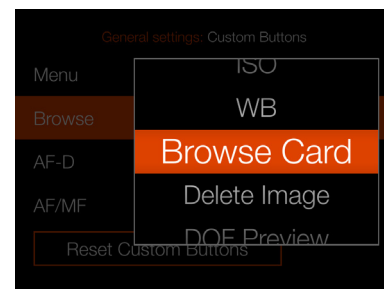 General settings: Custom Buttons
Menu
Browse
AF-D
AF/MF
Reset Custom Buttons
ISO
WB
Browse Card
Delete Image
DOF Preview